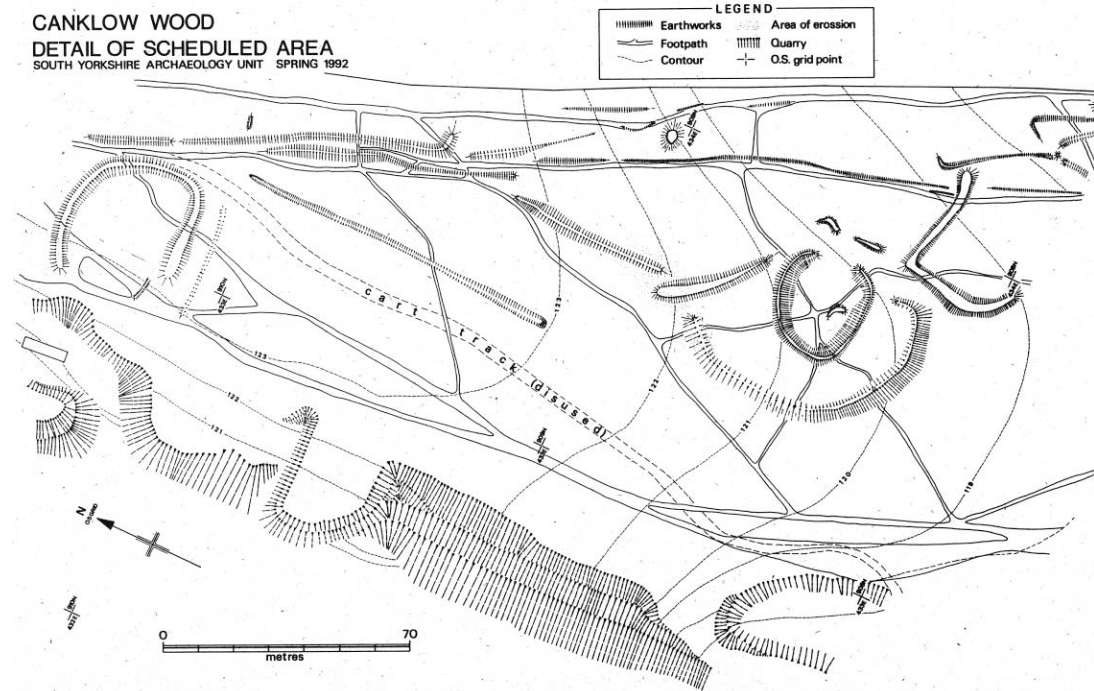 CANKLOW WOOD
DETAIL OF SCHEDULED AREA
SOUTH YORKSHIRE ARCHAEOLOGY UNIT SPRING 1992
LEGEND
Earthworks
Area of erossion
Footpath
Quarry
Contour
O.S. grid point
cart track (disused)
123
123
122
121
122
121
120
119
N
0
70
metres